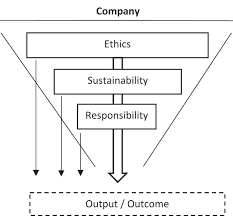 Company
Ethics
Sustainability
Responsibility
Output / Outcome